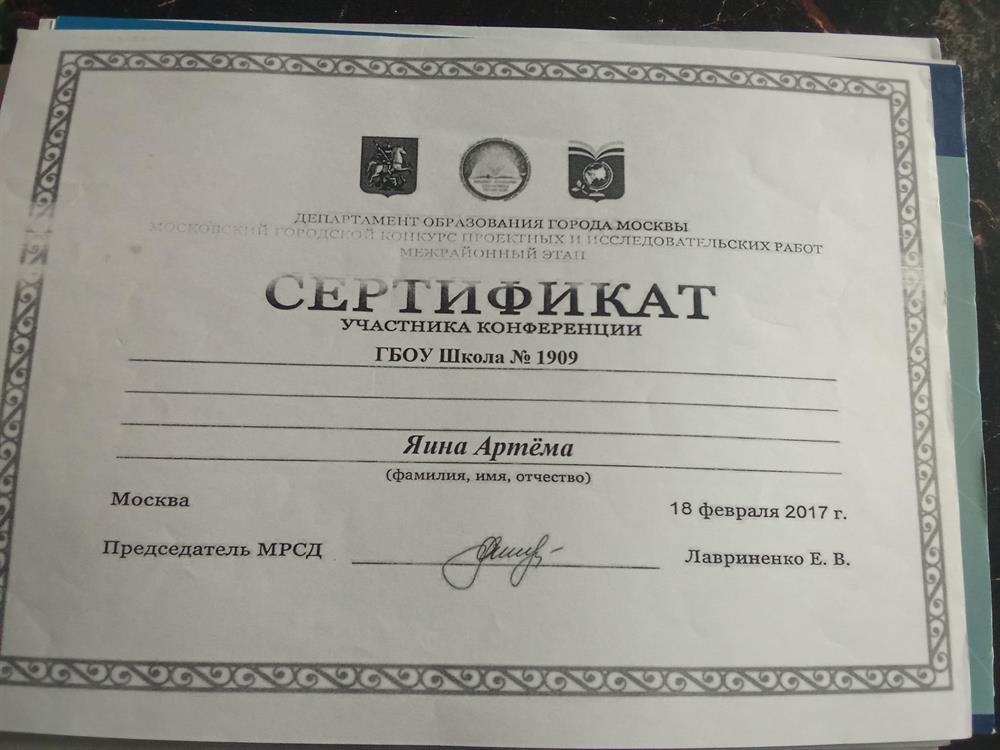 ДЕПАРТАМЕНТ ОБРАЗОВАНИЯ ГОРОДА МОСКВЫ
МОСКОВСКИЙ ГОРОДСКОЙ КОНКУРС ПРОЕКТНЫХ И ИССЛЕДОВАТЕЛЬСКИХ РАБОТ
МЕЖРАЙОННЫЙ ЭТАП
СЕРТИФИКАТ
УЧАСТНИКА КОНФЕРЕНЦИИ
ГБОУ Школа № 1909
Яина Артёма
(фамилия, имя, отчество)
Москва
18 февраля 2017 г.
Председатель МРСД
Лавриненко Е. В.